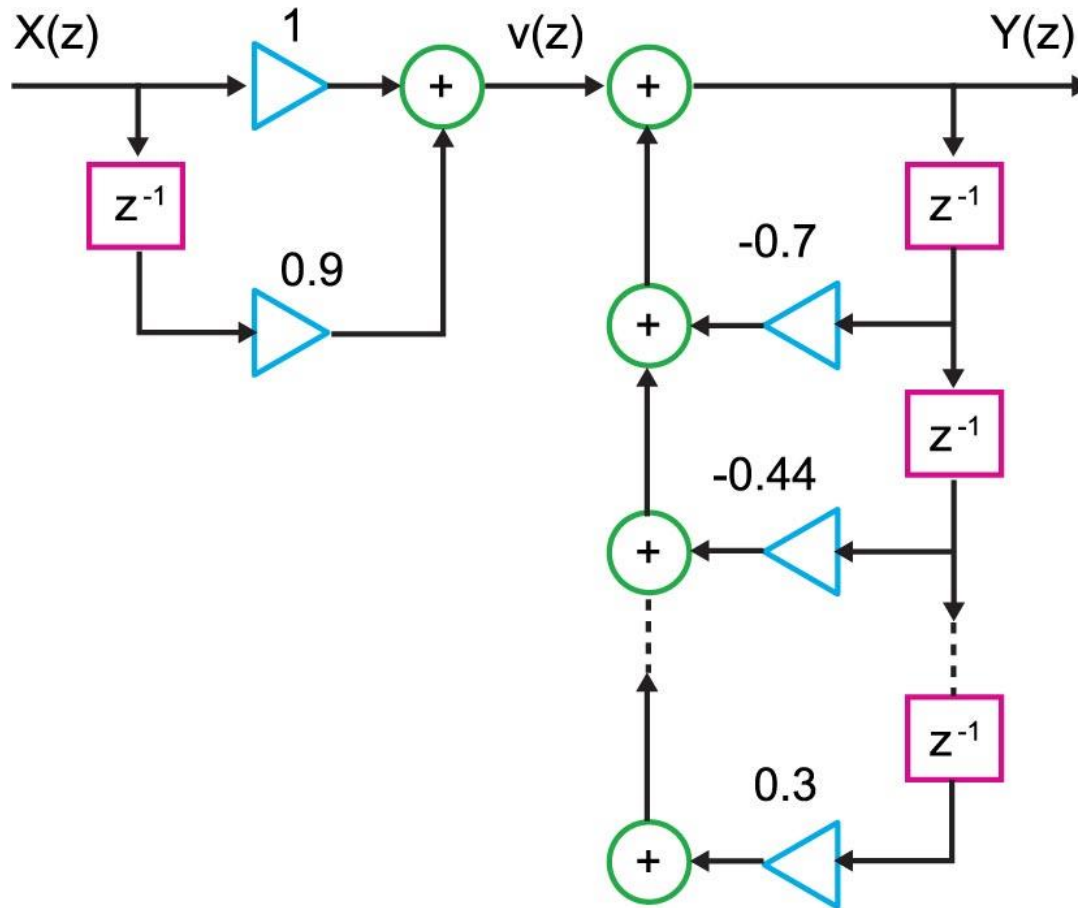 1
X(z) v(z) Y(z)
+ +
z⁻¹ z⁻¹
-0.7
0.9
+
z⁻¹
-0.44
+
z⁻¹
0.3
+